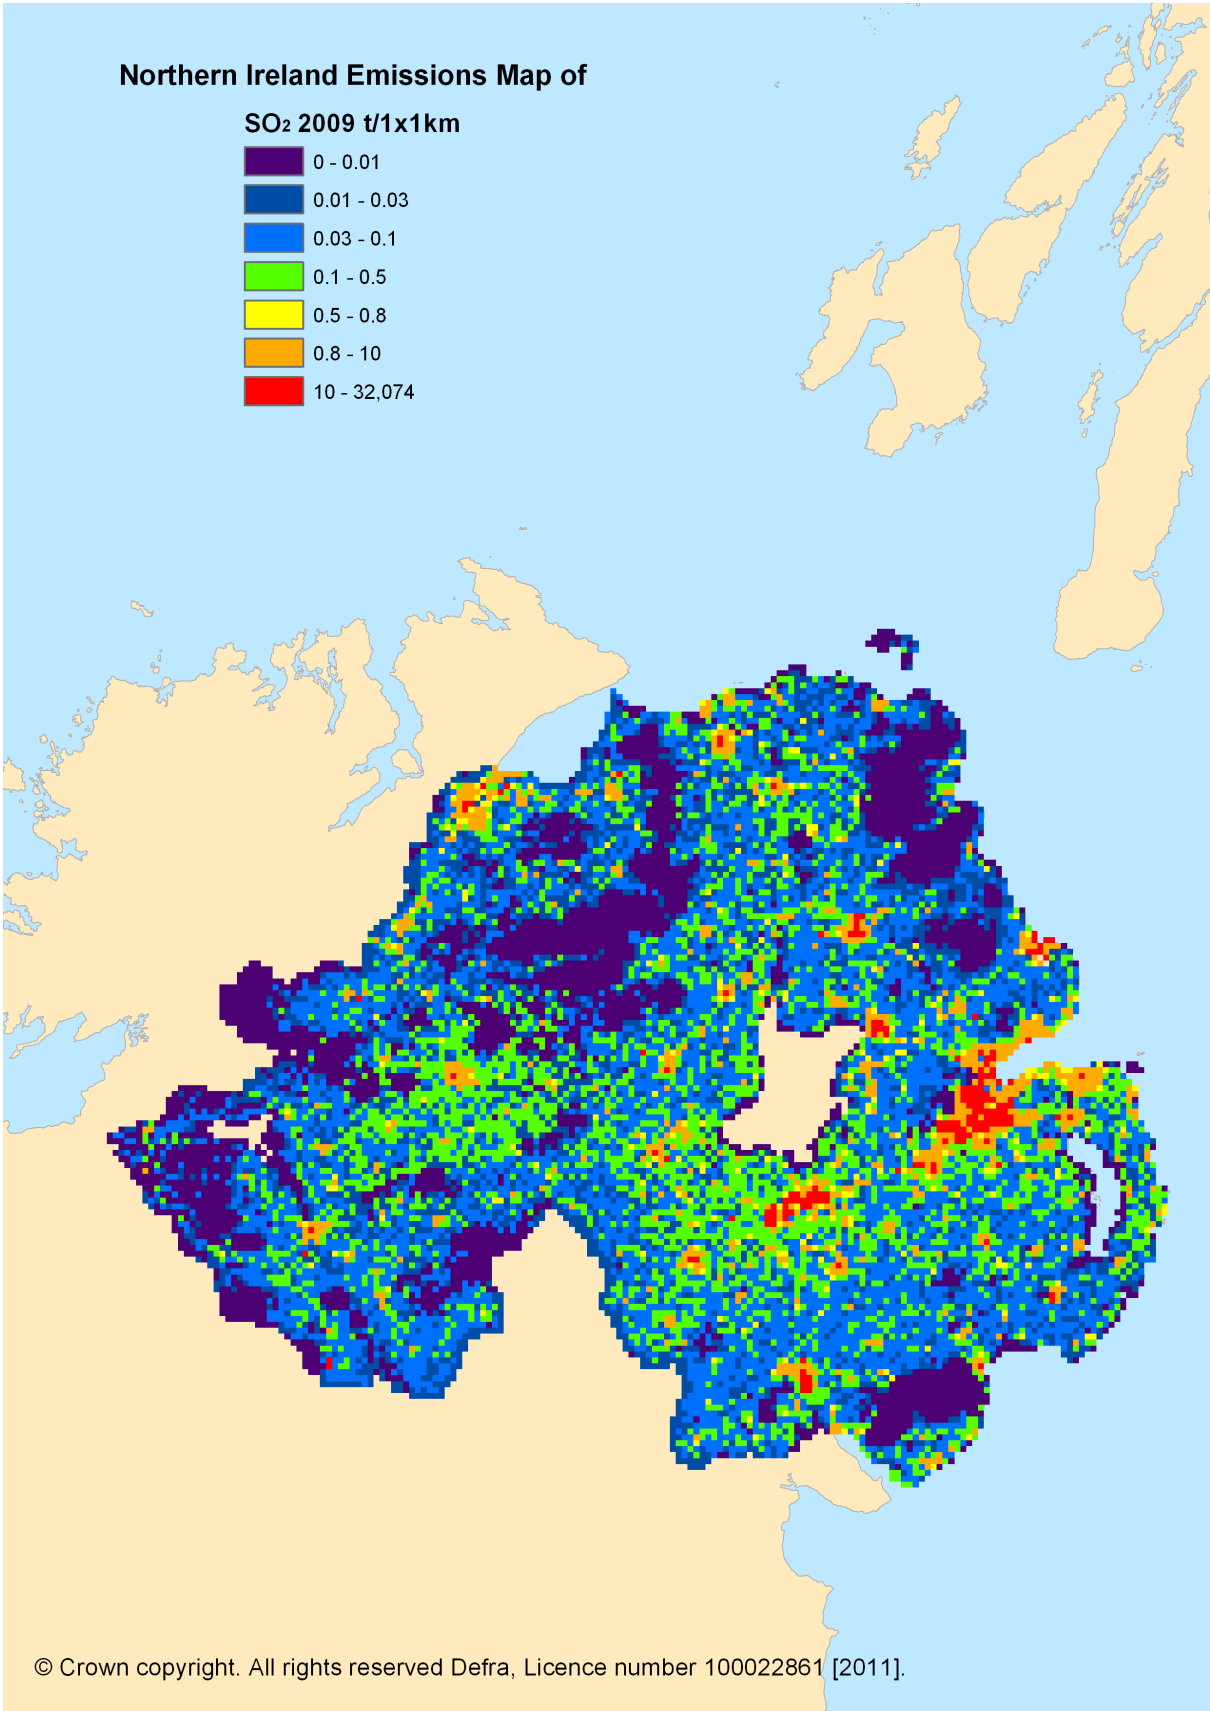 Northern Ireland Emissions Map of
SO₂ 2009 t/1x1km
0 - 0.01
0.01 - 0.03
0.03 - 0.1
0.1 - 0.5
0.5 - 0.8
0.8 - 10
10 - 32,074
© Crown copyright. All rights reserved Defra, Licence number 100022861 [2011].